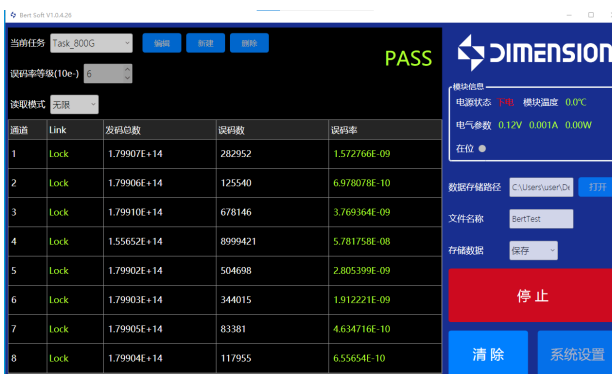 Bert Soft V1.0.4.26
当前任务 Task_800G 编辑 新建 删除
PASS
误码率等级(10e-) 6
读取模式 无限
通道 Link 发码总数 误码数 误码率
1 Lock 1.79907E+14 282952 1.572766E-09
2 Lock 1.79906E+14 125540 6.978078E-10
3 Lock 1.79910E+14 678146 3.769364E-09
4 Lock 1.55652E+14 8999421 5.781758E-08
5 Lock 1.79902E+14 504698 2.805399E-09
6 Lock 1.79903E+14 344015 1.912221E-09
7 Lock 1.79905E+14 83381 4.634716E-10
8 Lock 1.79904E+14 117955 6.55654E-10
DIMENSION
模块信息
电源状态 下电 模块温度 0.0℃
电气参数 0.12V 0.001A 0.00W
在位
数据存储路径 C:\Users\user\De 打开
文件名称 BertTest
存储数据 保存
停止
清除 系统设置